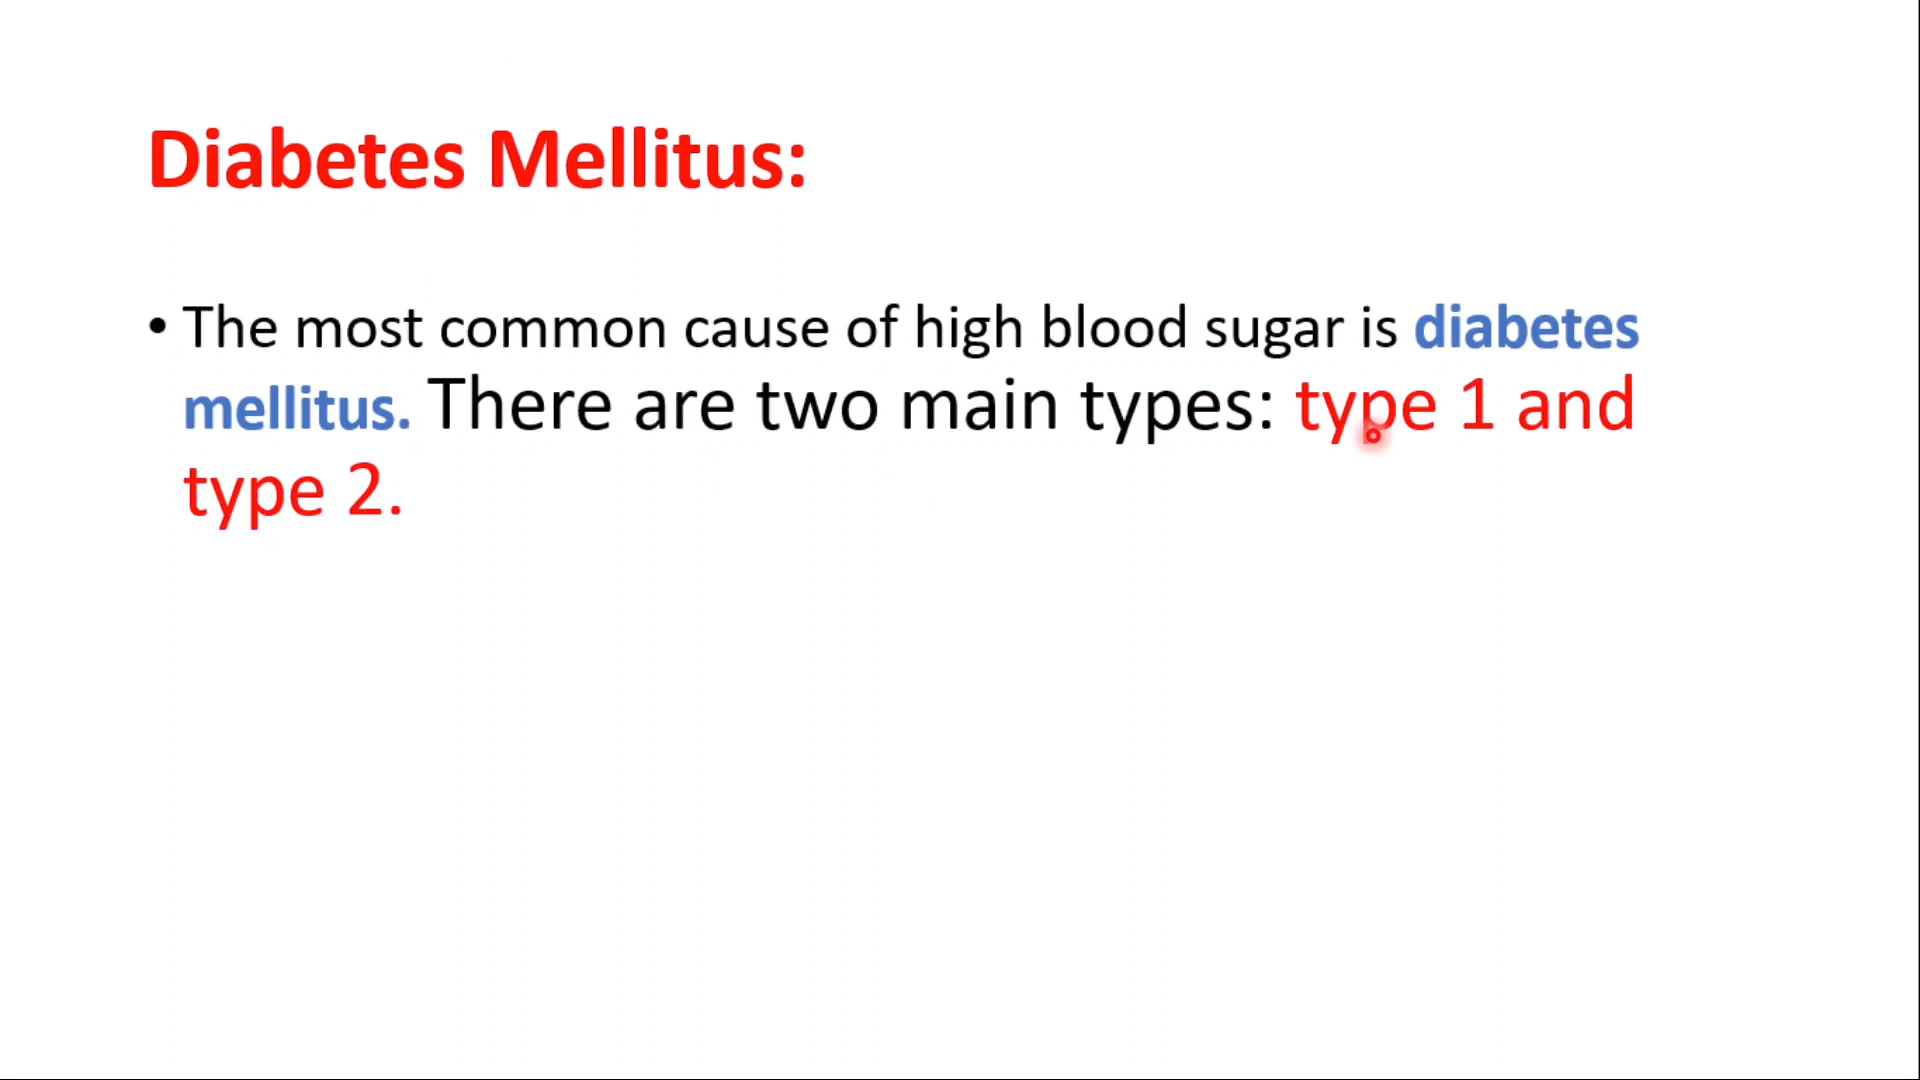 Diabetes Mellitus:
• The most common cause of high blood sugar is diabetes
mellitus. There are two main types: type 1 and
type 2.